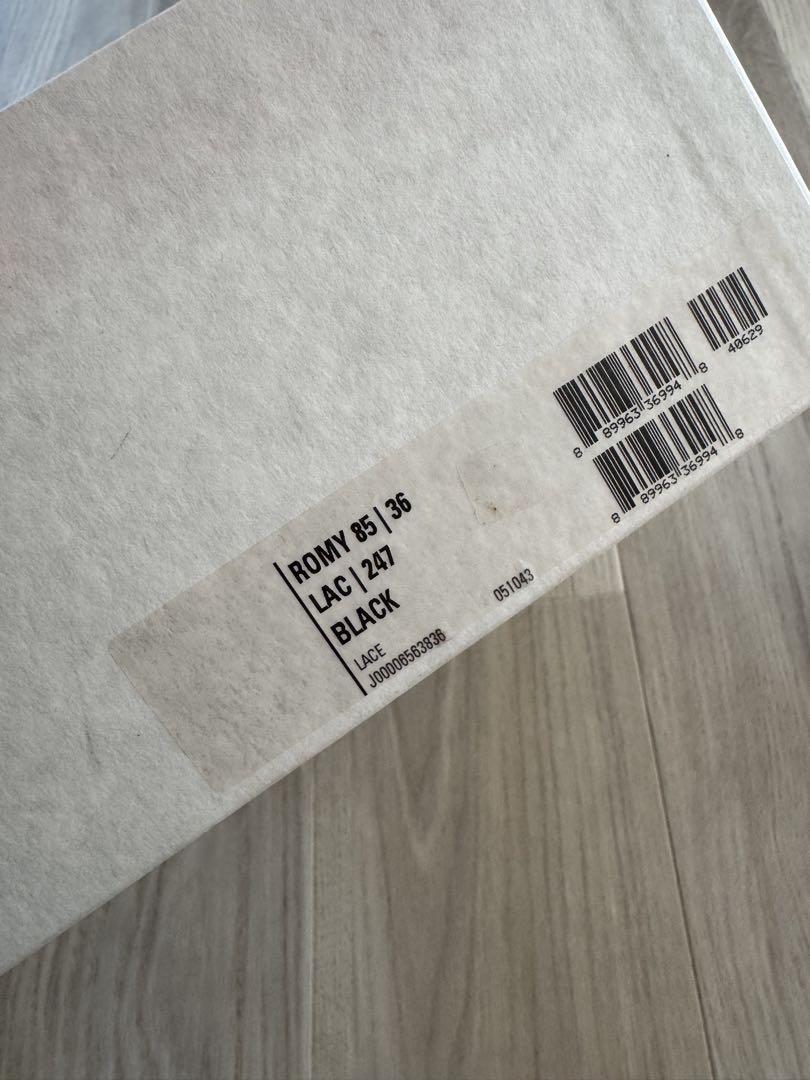 ROMY 85 | 36
LAC | 247
BLACK
LACE
J00006563836
051043
8 89963 36994 8
40629
8 89963 36994 8